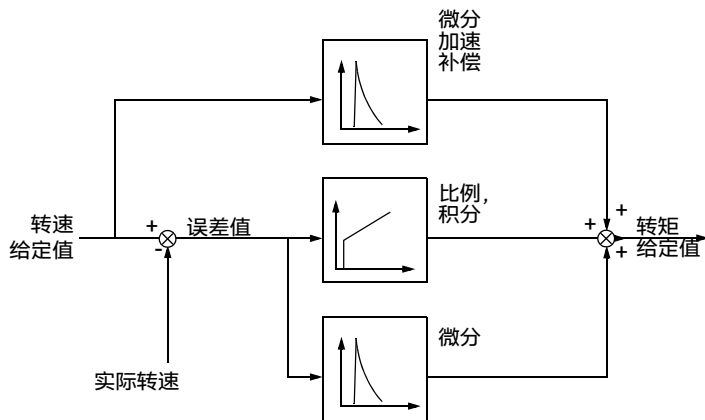 微分
加速
补偿
比例，
积分
+
+
转速
给定值
+
-
误差值
转矩
给定值
+
实际转速
微分